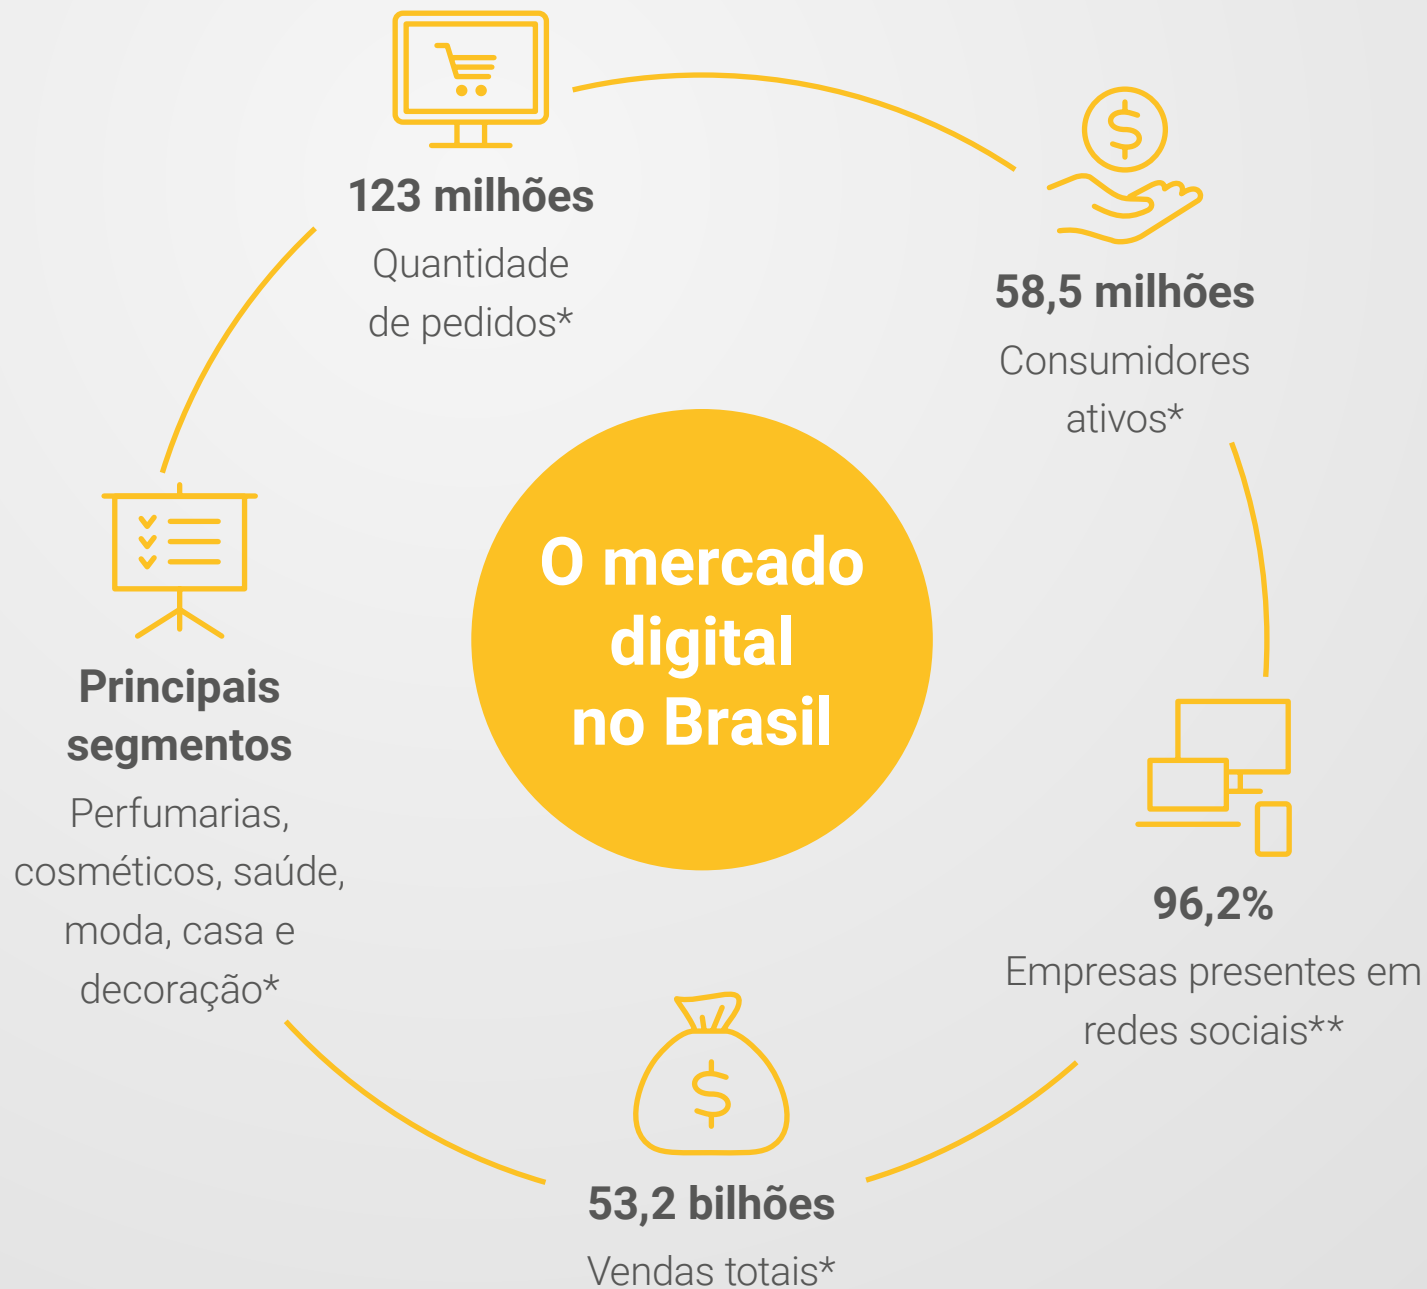 123 milhões
Quantidade
de pedidos*
58,5 milhões
Consumidores
ativos*
O mercado
digital
no Brasil
Principais
segmentos
Perfumarias,
cosméticos, saúde,
moda, casa e
decoração*
96,2%
Empresas presentes em
redes sociais**
53,2 bilhões
Vendas totais*